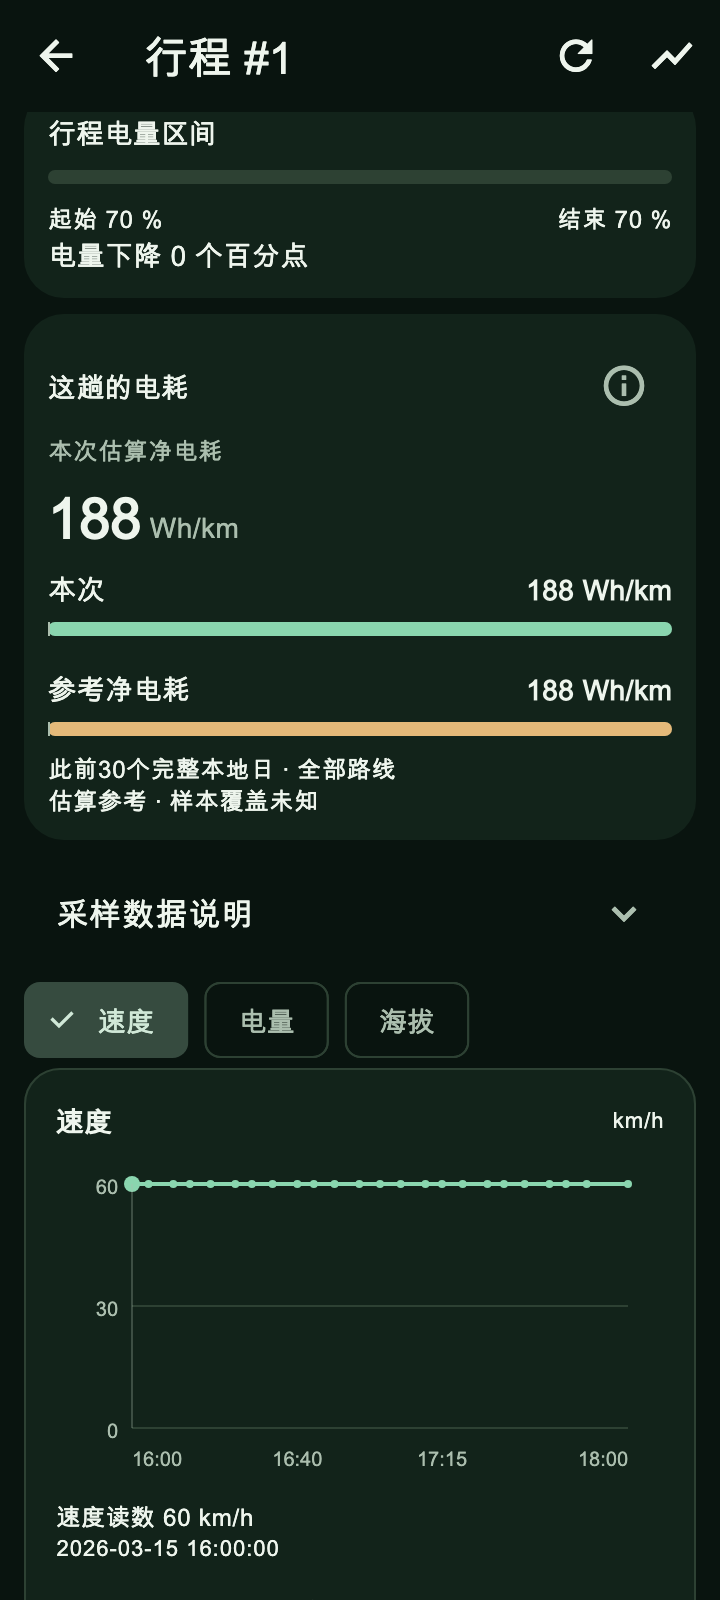 行程 #1
行程电量区间
起始 70 %
结束 70 %
电量下降 0 个百分点
这趟的电耗
本次估算净电耗
188 Wh/km
本次
188 Wh/km
参考净电耗
188 Wh/km
此前30个完整本地日 · 全部路线
估算参考 · 样本覆盖未知
采样数据说明
速度
电量
海拔
速度
km/h
60
30
0
16:00
16:40
17:15
18:00
速度读数 60 km/h
2026-03-15 16:00:00